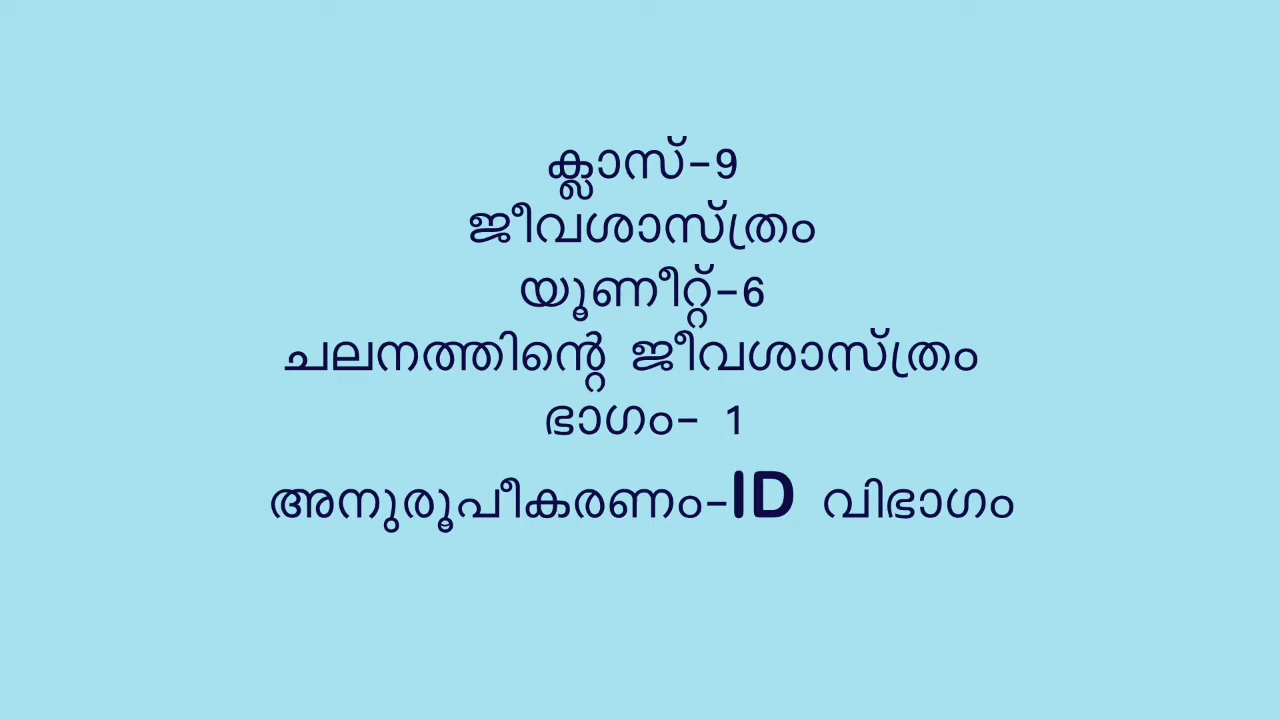 ക്ലാസ്-9
ജീവശാസ്ത്രം
യൂണീറ്റ്-6
ചലനത്തിന്റെ ജീവശാസ്ത്രം
ഭാഗം- 1
അനുരൂപീകരണം-ID വിഭാഗം